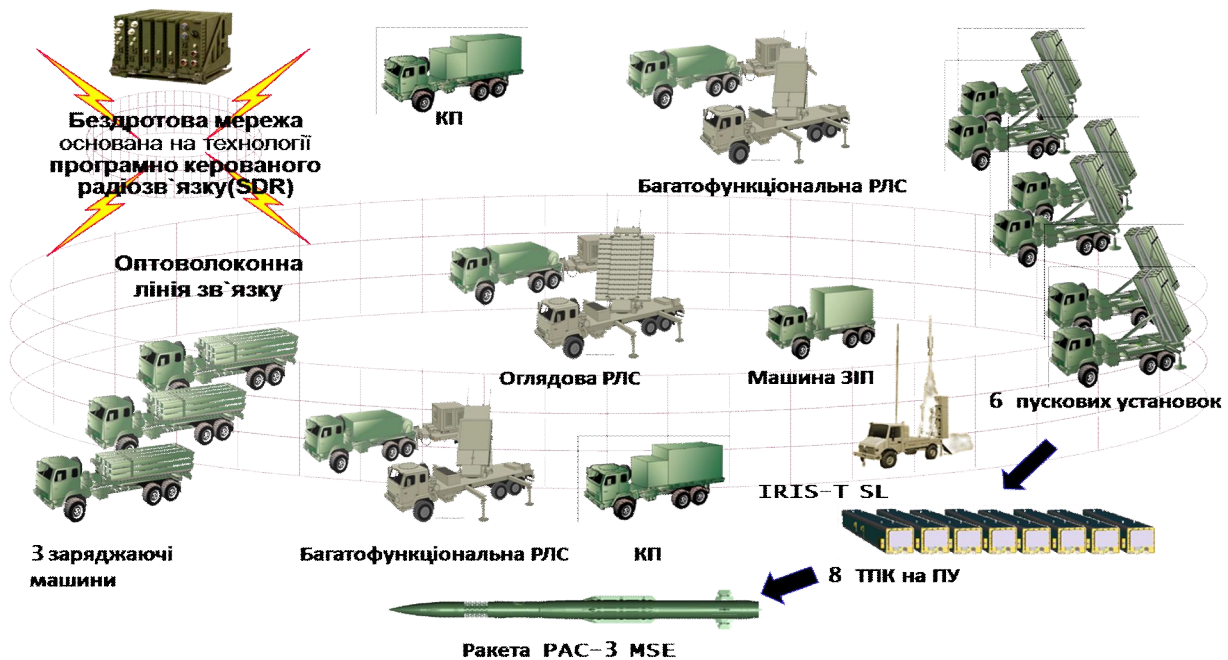 Бездротова мережа
основана на технології
програмно керованого
радіозв`язку(SDR)
КП
Багатофункціональна РЛС
Оптоволоконна
лінія зв`язку
Оглядова РЛС
Машина ЗІП
6 пускових установок
IRIS-T SL
3 заряджаючі
машини
Багатофункціональна РЛС
КП
8 ТПК на ПУ
Ракета PAC-3 MSE